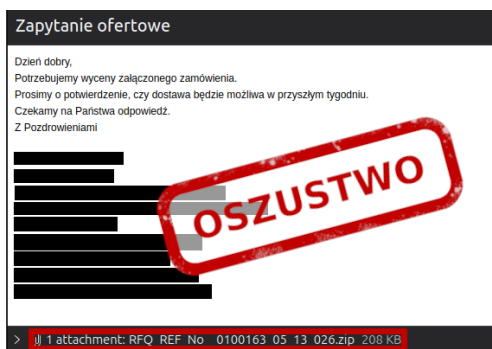 Zapytanie ofertowe
Dzień dobry,
Potrzebujemy wyceny załączonego zamówienia.
Prosimy o potwierdzenie, czy dostawa będzie możliwa w przyszłym tygodniu.
Czekamy na Państwa odpowiedź.
Z Pozdrowieniami
OSZUSTWO
1 attachment: RFQ_REF_No__0100163_05_13_026.zip 208 KB